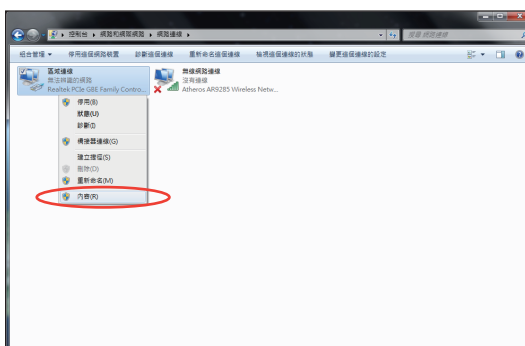 控制台 ▸ 網路和網際網路 ▸ 網路連線 ▸
搜尋 網路連線
組合管理 ▾ 停用這個網路裝置 診斷這個連線 重新命名這個連線 檢視這個連線的狀態 變更這個連線的設定
區域連線
無法辨識的網路
Realtek PCIe GBE Family Contro...
無線網路連線
沒有連線
Atheros AR9285 Wireless Netw...
停用(B)
狀態(U)
診斷(I)
橋接器連線(G)
建立捷徑(S)
刪除(D)
重新命名(M)
內容(R)